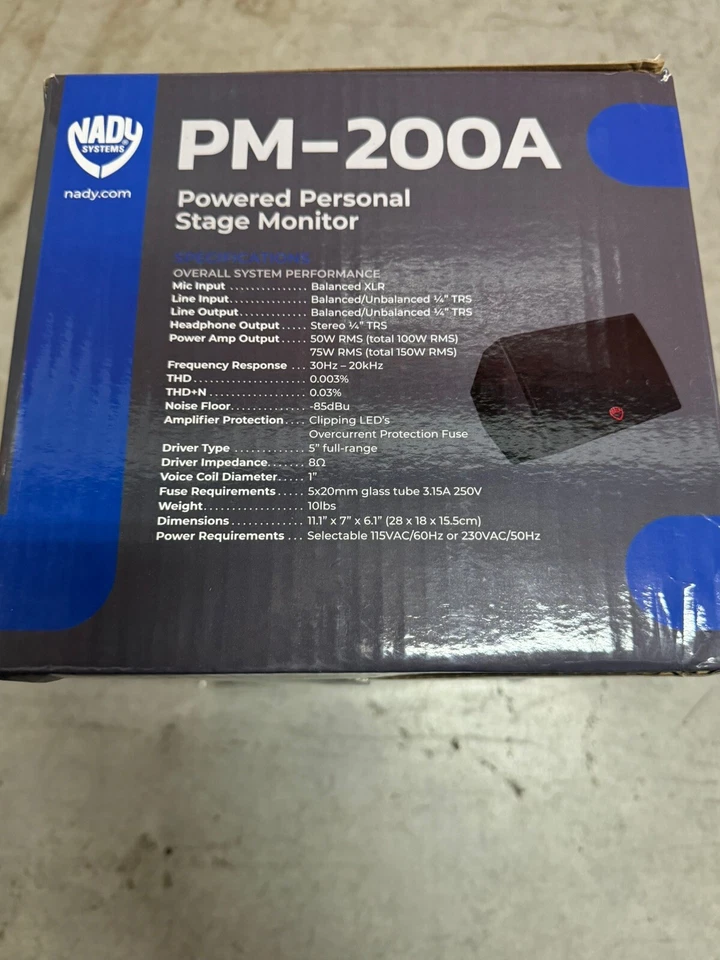 NADY
SYSTEMS®
nady.com
PM-200A
Powered Personal
Stage Monitor
SPECIFICATIONS
OVERALL SYSTEM PERFORMANCE
Mic Input .............. Balanced XLR
Line Input.............. Balanced/Unbalanced ¼" TRS
Line Output............. Balanced/Unbalanced ¼" TRS
Headphone Output ..... Stereo ¼" TRS
Power Amp Output ..... 50W RMS (total 100W RMS)
75W RMS (total 150W RMS)
Frequency Response ... 30Hz – 20kHz
THD .................... 0.003%
THD+N .................. 0.03%
Noise Floor.............. -85dBu
Amplifier Protection.... Clipping LED's
Overcurrent Protection Fuse
Driver Type ............. 5" full-range
Driver Impedance........ 8Ω
Voice Coil Diameter..... 1"
Fuse Requirements ..... 5x20mm glass tube 3.15A 250V
Weight.................. 10lbs
Dimensions ............. 11.1" x 7" x 6.1" (28 x 18 x 15.5cm)
Power Requirements ... Selectable 115VAC/60Hz or 230VAC/50Hz